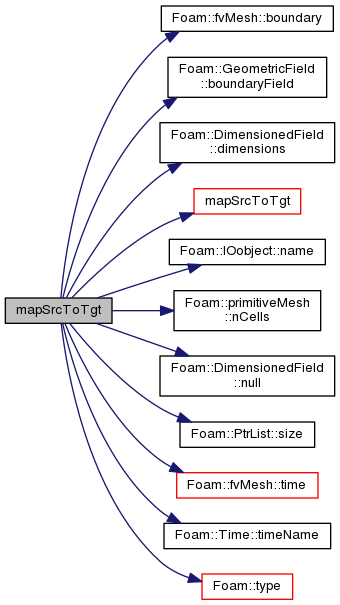 Foam::fvMesh::boundary
Foam::GeometricField
::boundaryField
Foam::DimensionedField
::dimensions
mapSrcToTgt
Foam::IOobject::name
mapSrcToTgt
Foam::primitiveMesh
::nCells
Foam::DimensionedField
::null
Foam::PtrList::size
Foam::fvMesh::time
Foam::Time::timeName
Foam::type